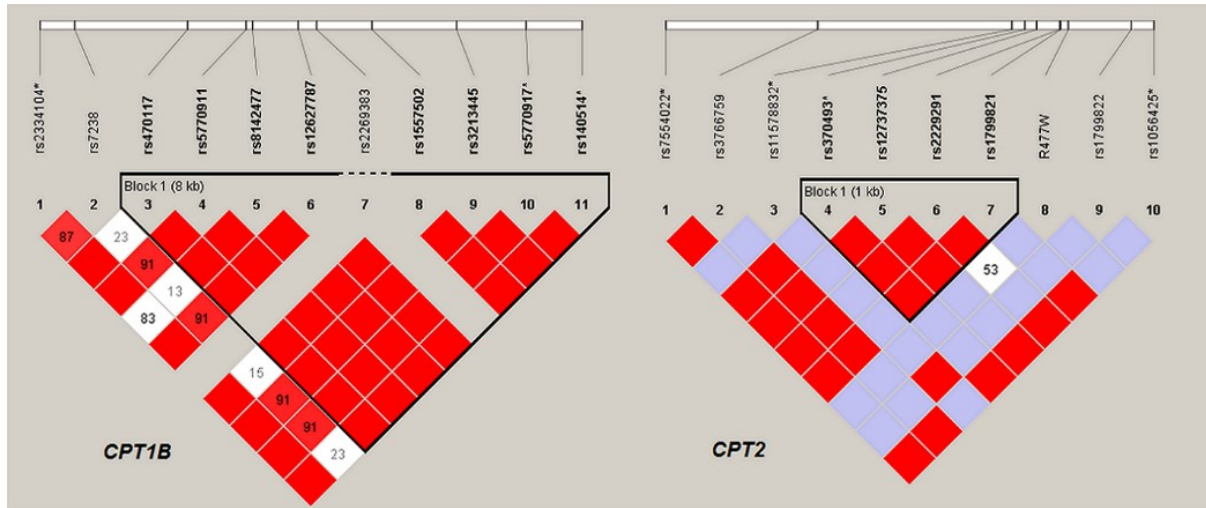 rs2334104*
rs7238
rs470117
rs5770911
rs8142477
rs12627787
rs2269383
rs1557502
rs3213445
rs5770917^
rs140514^
Block 1 (8 kb)
1 2 3 4 5 6 7 8 9 10 11
87
23
91
13
83
91
15
91
91
23
CPT1B
rs7554022*
rs3766759
rs11578832*
rs370493^
rs12737375
rs2229291
rs1799821
R477W
rs1799822
rs1056425*
Block 1 (1 kb)
1 2 3 4 5 6 7 8 9 10
53
CPT2